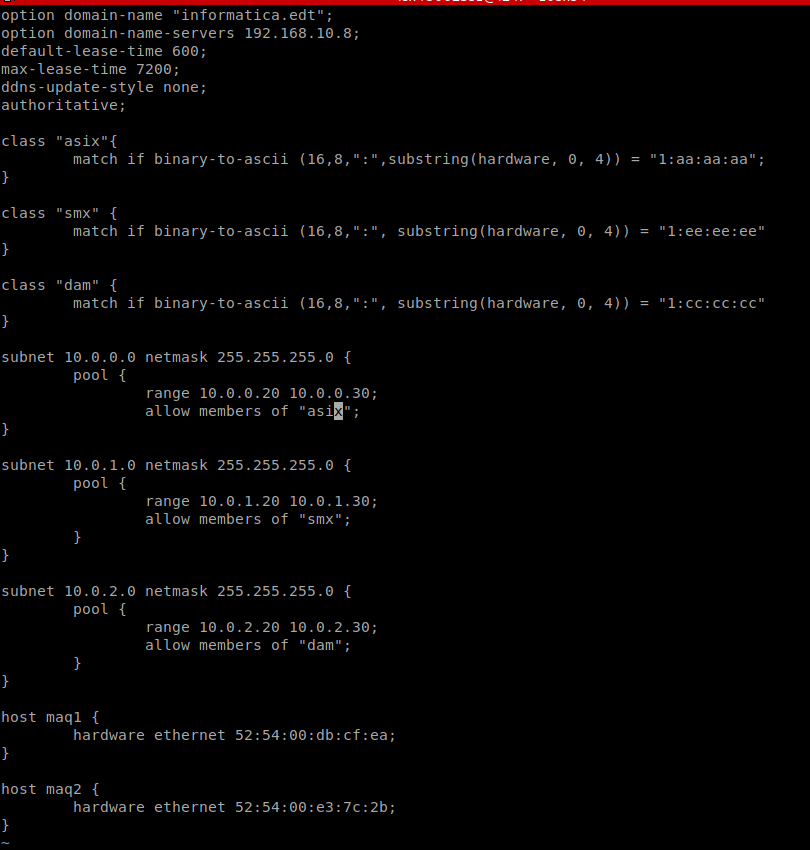 option domain-name "informatica.edt";
option domain-name-servers 192.168.10.8;
default-lease-time 600;
max-lease-time 7200;
ddns-update-style none;
authoritative;

class "asix"{
        match if binary-to-ascii (16,8,":",substring(hardware, 0, 4)) = "1:aa:aa:aa";
}

class "smx" {
        match if binary-to-ascii (16,8,":", substring(hardware, 0, 4)) = "1:ee:ee:ee"
}

class "dam" {
        match if binary-to-ascii (16,8,":", substring(hardware, 0, 4)) = "1:cc:cc:cc"
}

subnet 10.0.0.0 netmask 255.255.255.0 {
        pool {
                range 10.0.0.20 10.0.0.30;
                allow members of "asix";
}

subnet 10.0.1.0 netmask 255.255.255.0 {
        pool {
                range 10.0.1.20 10.0.1.30;
                allow members of "smx";
        }
}

subnet 10.0.2.0 netmask 255.255.255.0 {
        pool {
                range 10.0.2.20 10.0.2.30;
                allow members of "dam";
        }
}

host maq1 {
        hardware ethernet 52:54:00:db:cf:ea;
}

host maq2 {
        hardware ethernet 52:54:00:e3:7c:2b;
}
~